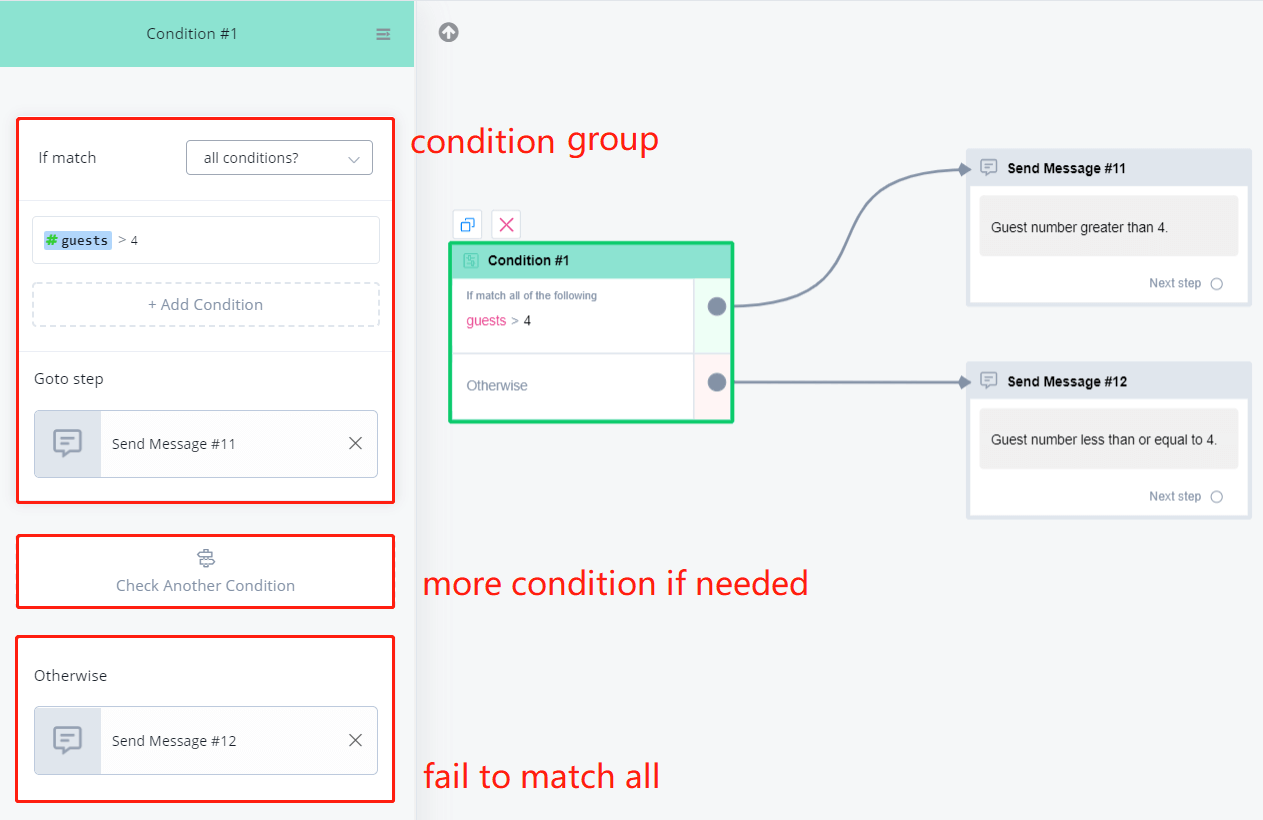 Condition #1
If match
all conditions?
# guests > 4
+ Add Condition
Goto step
Send Message #11
Check Another Condition
Otherwise
Send Message #12
condition group
more condition if needed
fail to match all
Condition #1
If match all of the following
guests > 4
Otherwise
Send Message #11
Guest number greater than 4.
Next step
Send Message #12
Guest number less than or equal to 4.
Next step